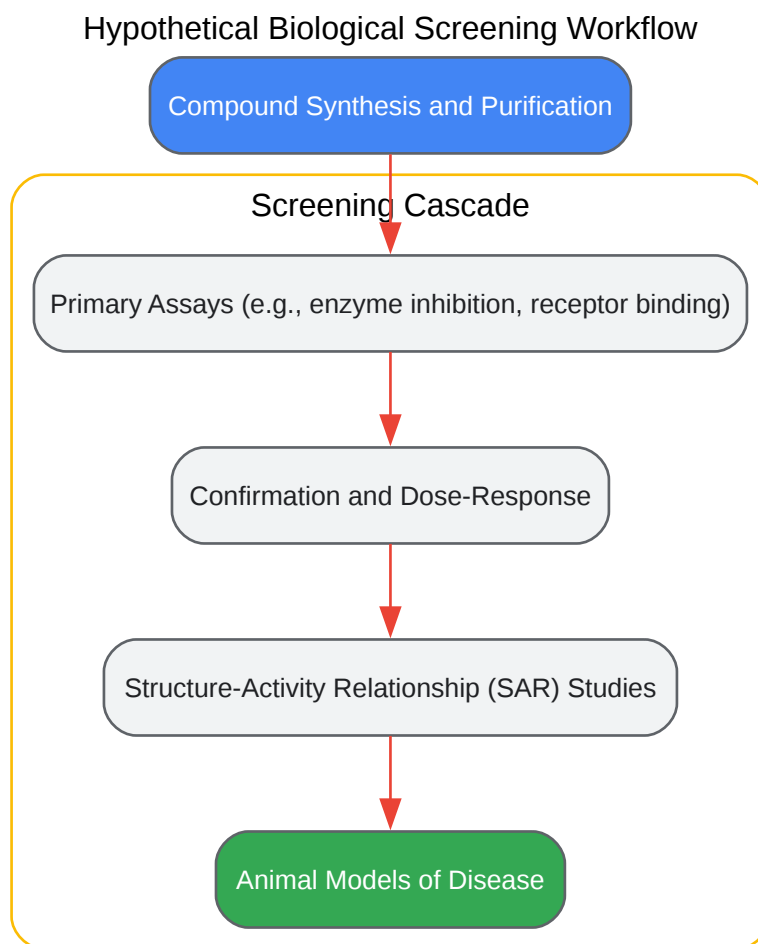 Hypothetical Biological Screening Workflow
Compound Synthesis and Purification
Screening Cascade
Primary Assays (e.g., enzyme inhibition, receptor binding)
Confirmation and Dose-Response
Structure-Activity Relationship (SAR) Studies
Animal Models of Disease